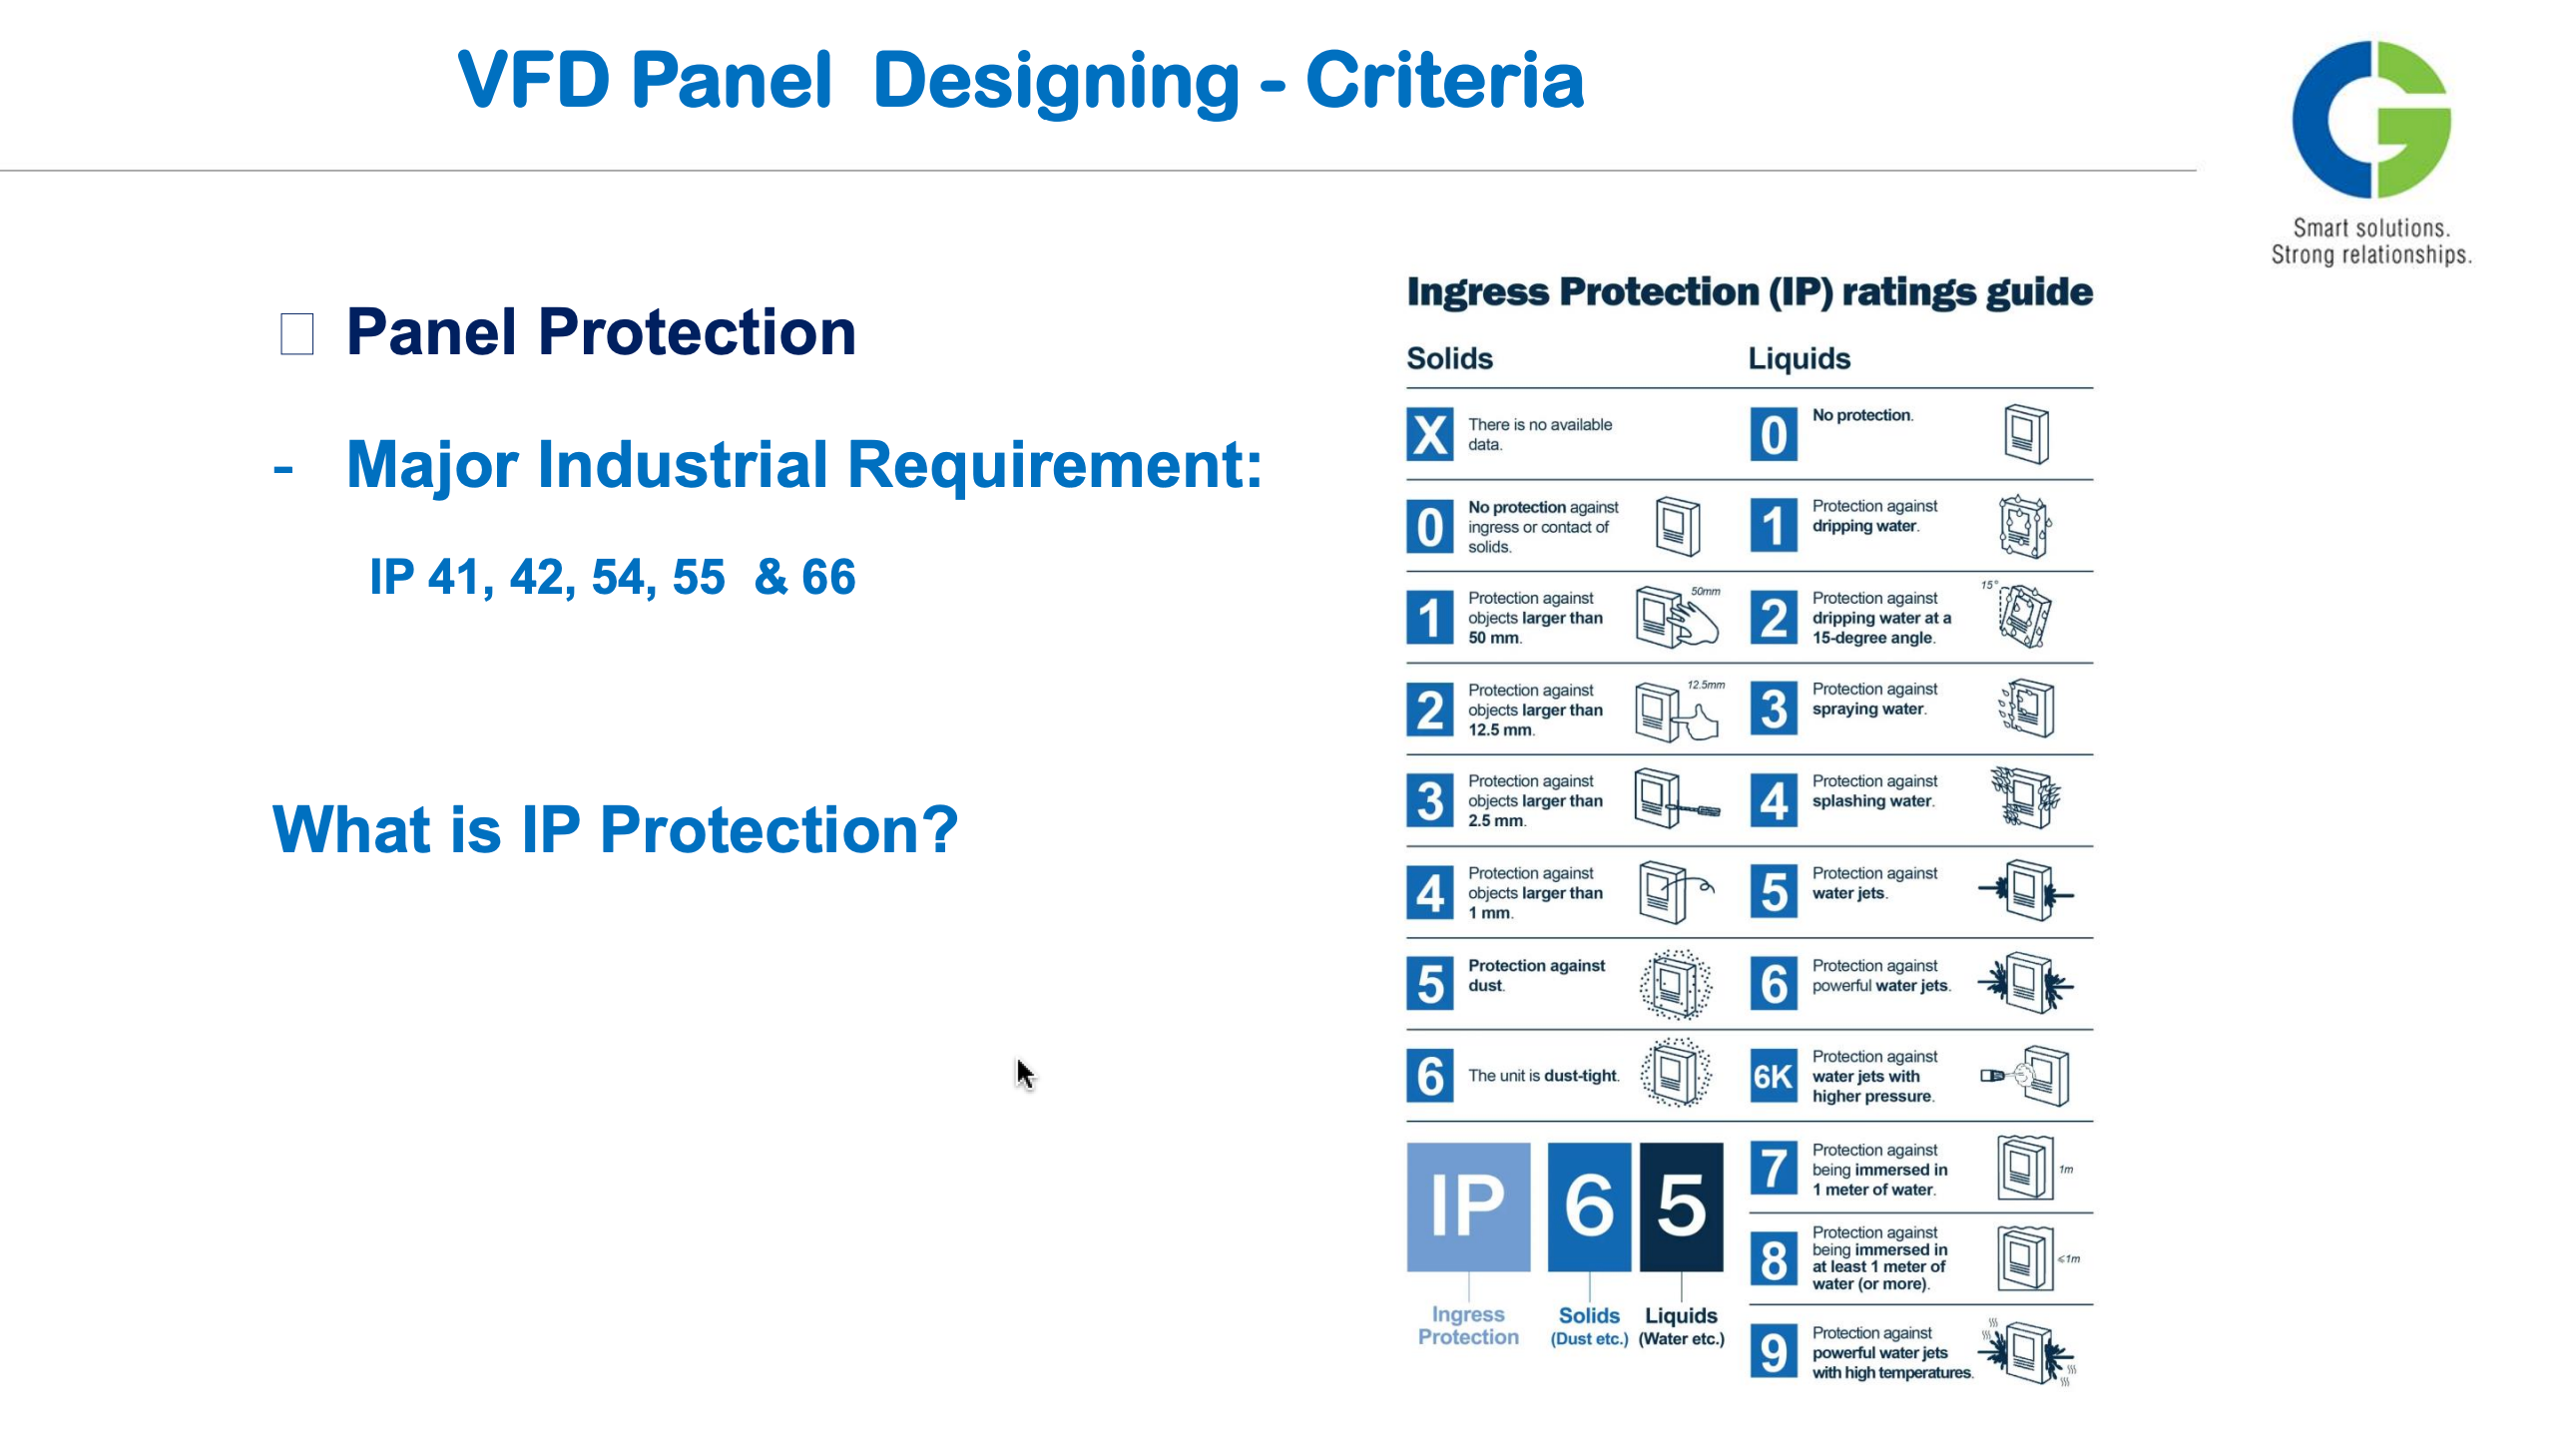 VFD Panel Designing - Criteria
Smart solutions.
Strong relationships.
Panel Protection
- Major Industrial Requirement:
IP 41, 42, 54, 55 & 66
What is IP Protection?
Ingress Protection (IP) ratings guide
Solids
X
There is no available
data.
0
No protection against
ingress or contact of
solids.
1
Protection against
objects larger than
50 mm.
50mm
2
Protection against
objects larger than
12.5 mm.
12.5mm
3
Protection against
objects larger than
2.5 mm.
4
Protection against
objects larger than
1 mm.
5
Protection against
dust.
6
The unit is dust-tight.
IP 6 5
Ingress
Protection
Solids
(Dust etc.)
Liquids
(Water etc.)
Liquids
0
No protection.
1
Protection against
dripping water.
2
Protection against
dripping water at a
15-degree angle.
15°
3
Protection against
spraying water.
4
Protection against
splashing water.
5
Protection against
water jets.
6
Protection against
powerful water jets.
6K
Protection against
water jets with
higher pressure.
7
Protection against
being immersed in
1 meter of water.
1m
8
Protection against
being immersed in
at least 1 meter of
water (or more).
⩽1m
9
Protection against
powerful water jets
with high temperatures.